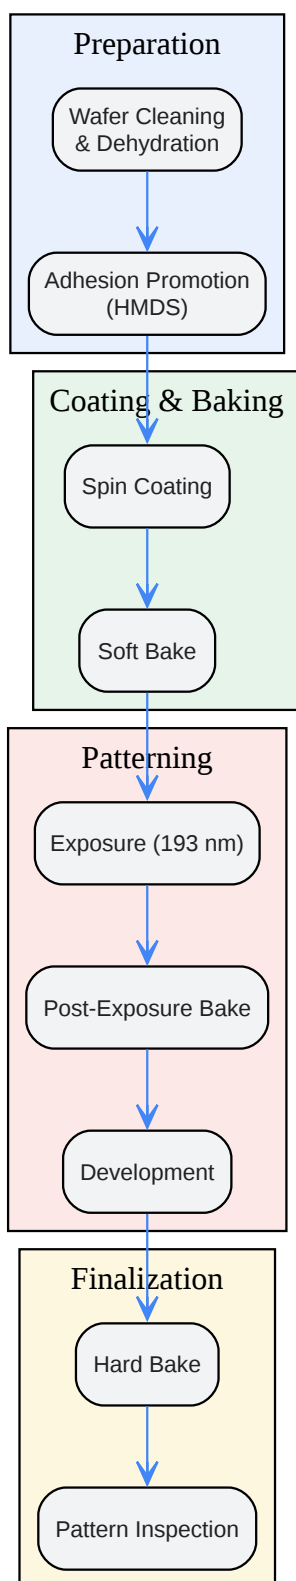 Preparation
Wafer Cleaning
& Dehydration
Adhesion Promotion
(HMDS)
Coating & Baking
Spin Coating
Soft Bake
Patterning
Exposure (193 nm)
Post-Exposure Bake
Development
Finalization
Hard Bake
Pattern Inspection